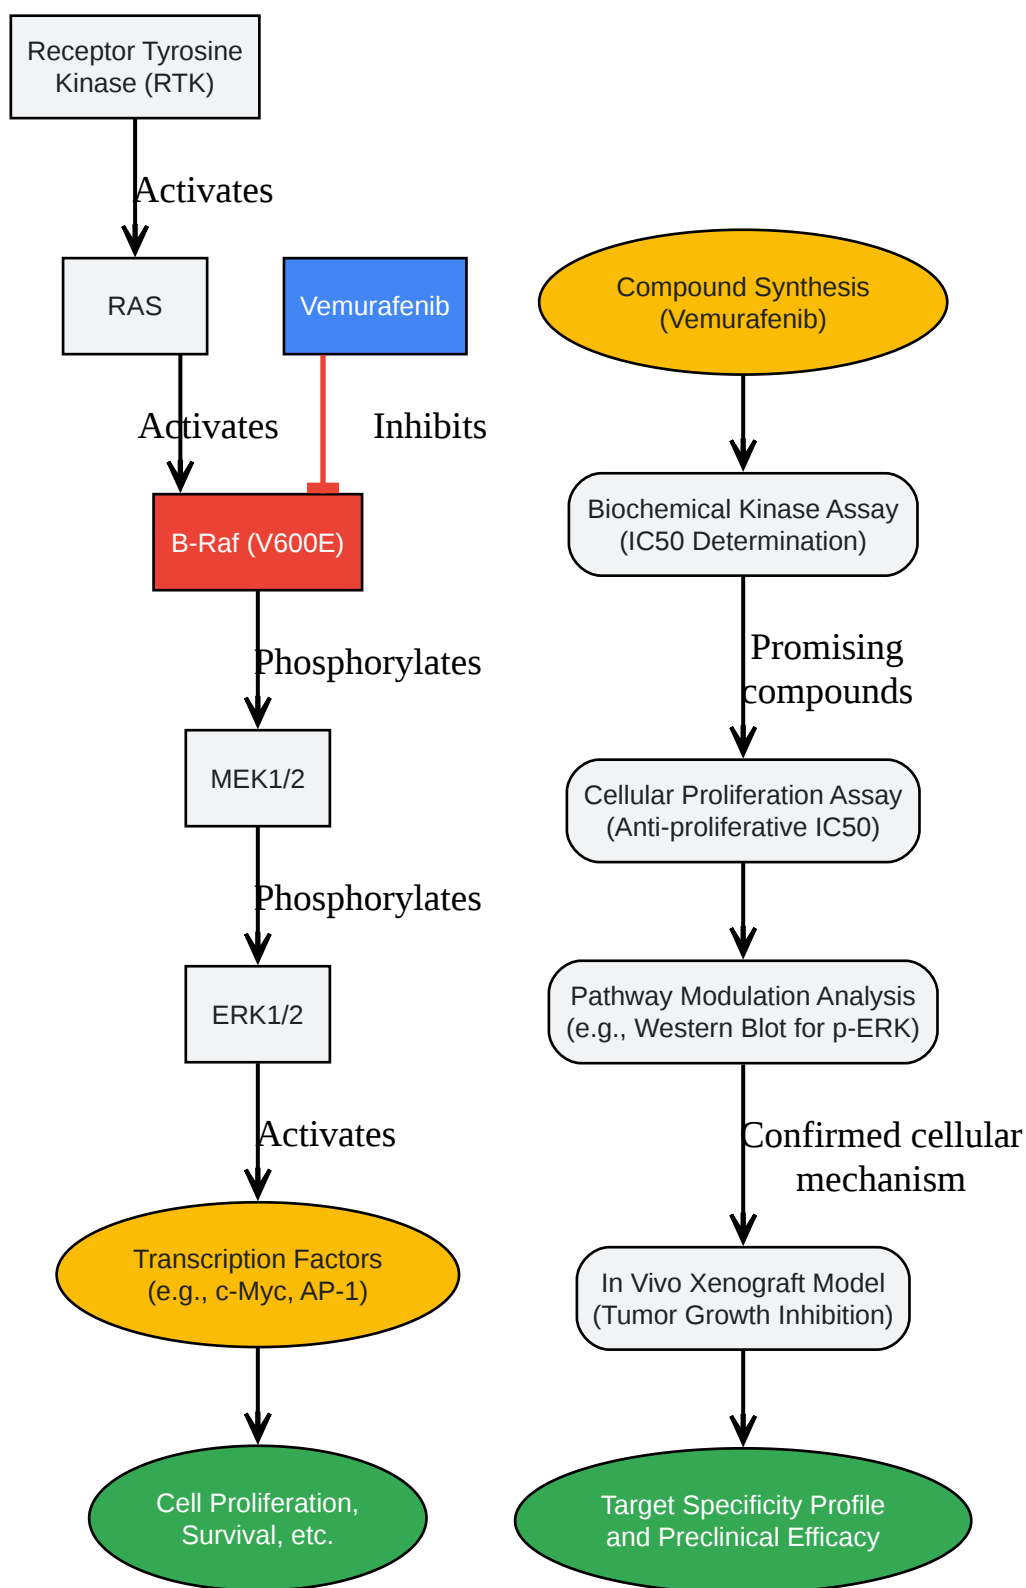 Receptor Tyrosine
Kinase (RTK)
Activates
RAS
Vemurafenib
Activates
Inhibits
B-Raf (V600E)
Phosphorylates
MEK1/2
Phosphorylates
ERK1/2
Activates
Transcription Factors
(e.g., c-Myc, AP-1)
Cell Proliferation,
Survival, etc.
Compound Synthesis
(Vemurafenib)
Biochemical Kinase Assay
(IC50 Determination)
Promising
compounds
Cellular Proliferation Assay
(Anti-proliferative IC50)
Pathway Modulation Analysis
(e.g., Western Blot for p-ERK)
Confirmed cellular
mechanism
In Vivo Xenograft Model
(Tumor Growth Inhibition)
Target Specificity Profile
and Preclinical Efficacy